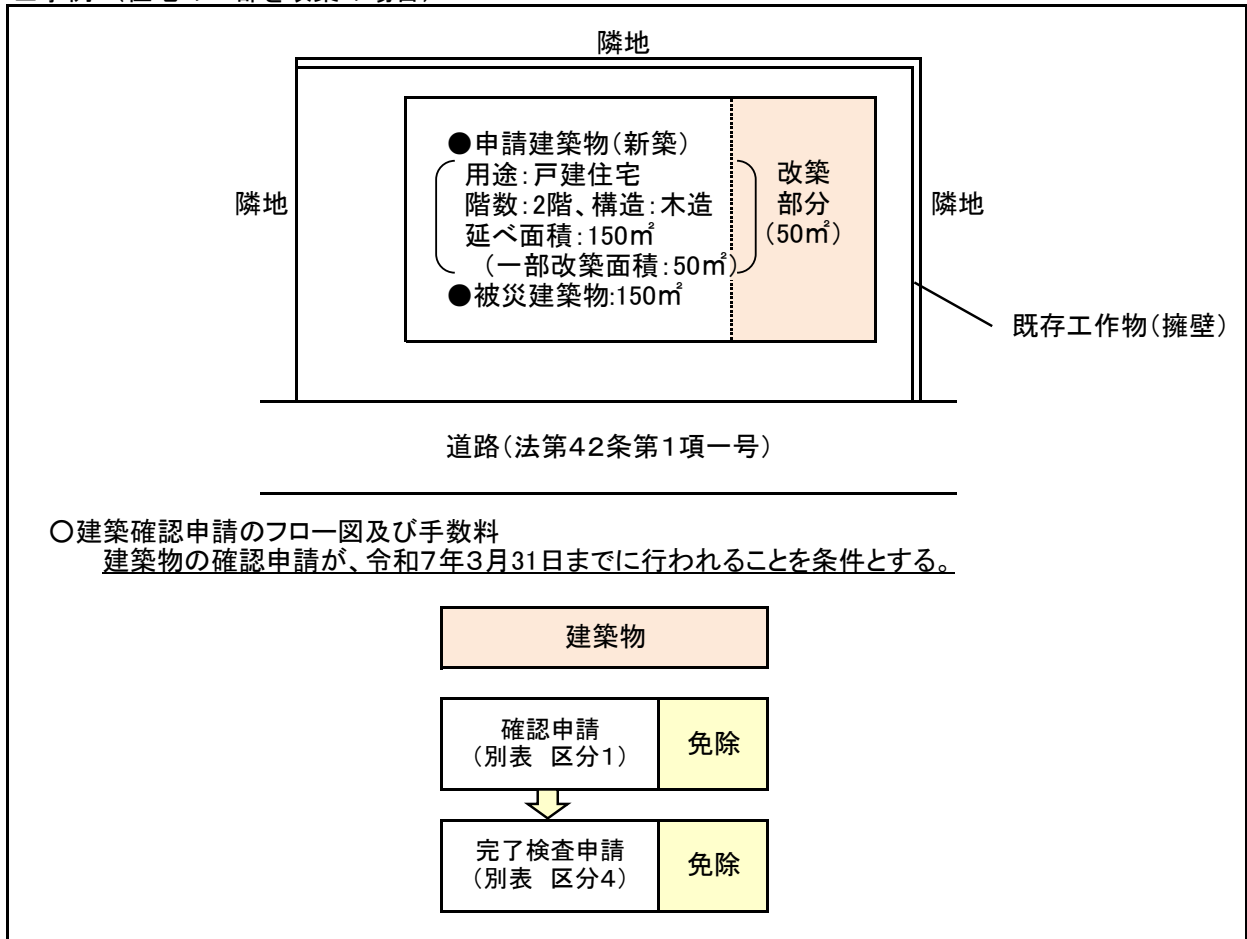 隣地
隣地
●申請建築物(新築)
用途:戸建住宅
階数:2階、構造:木造
延べ面積:150㎡
(一部改築面積:50㎡)
●被災建築物:150㎡
改築
部分
(50㎡)
隣地
既存工作物(擁壁)
道路(法第42条第1項一号)
〇建築確認申請のフロー図及び手数料
建築物の確認申請が、令和7年3月31日までに行われることを条件とする。
建築物
確認申請
(別表 区分1)
免除
完了検査申請
(別表 区分4)
免除